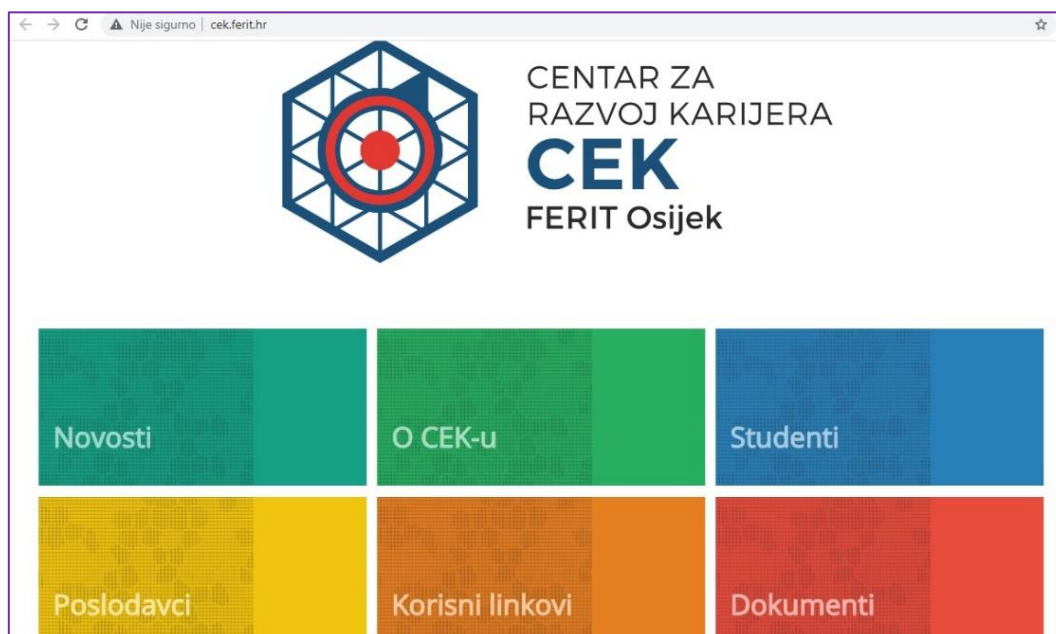 Nije sigurno | cek.ferit.hr
CENTAR ZA
RAZVOJ KARIJERA
CEK
FERIT Osijek
Novosti
O CEK-u
Studenti
Poslodavci
Korisni linkovi
Dokumenti